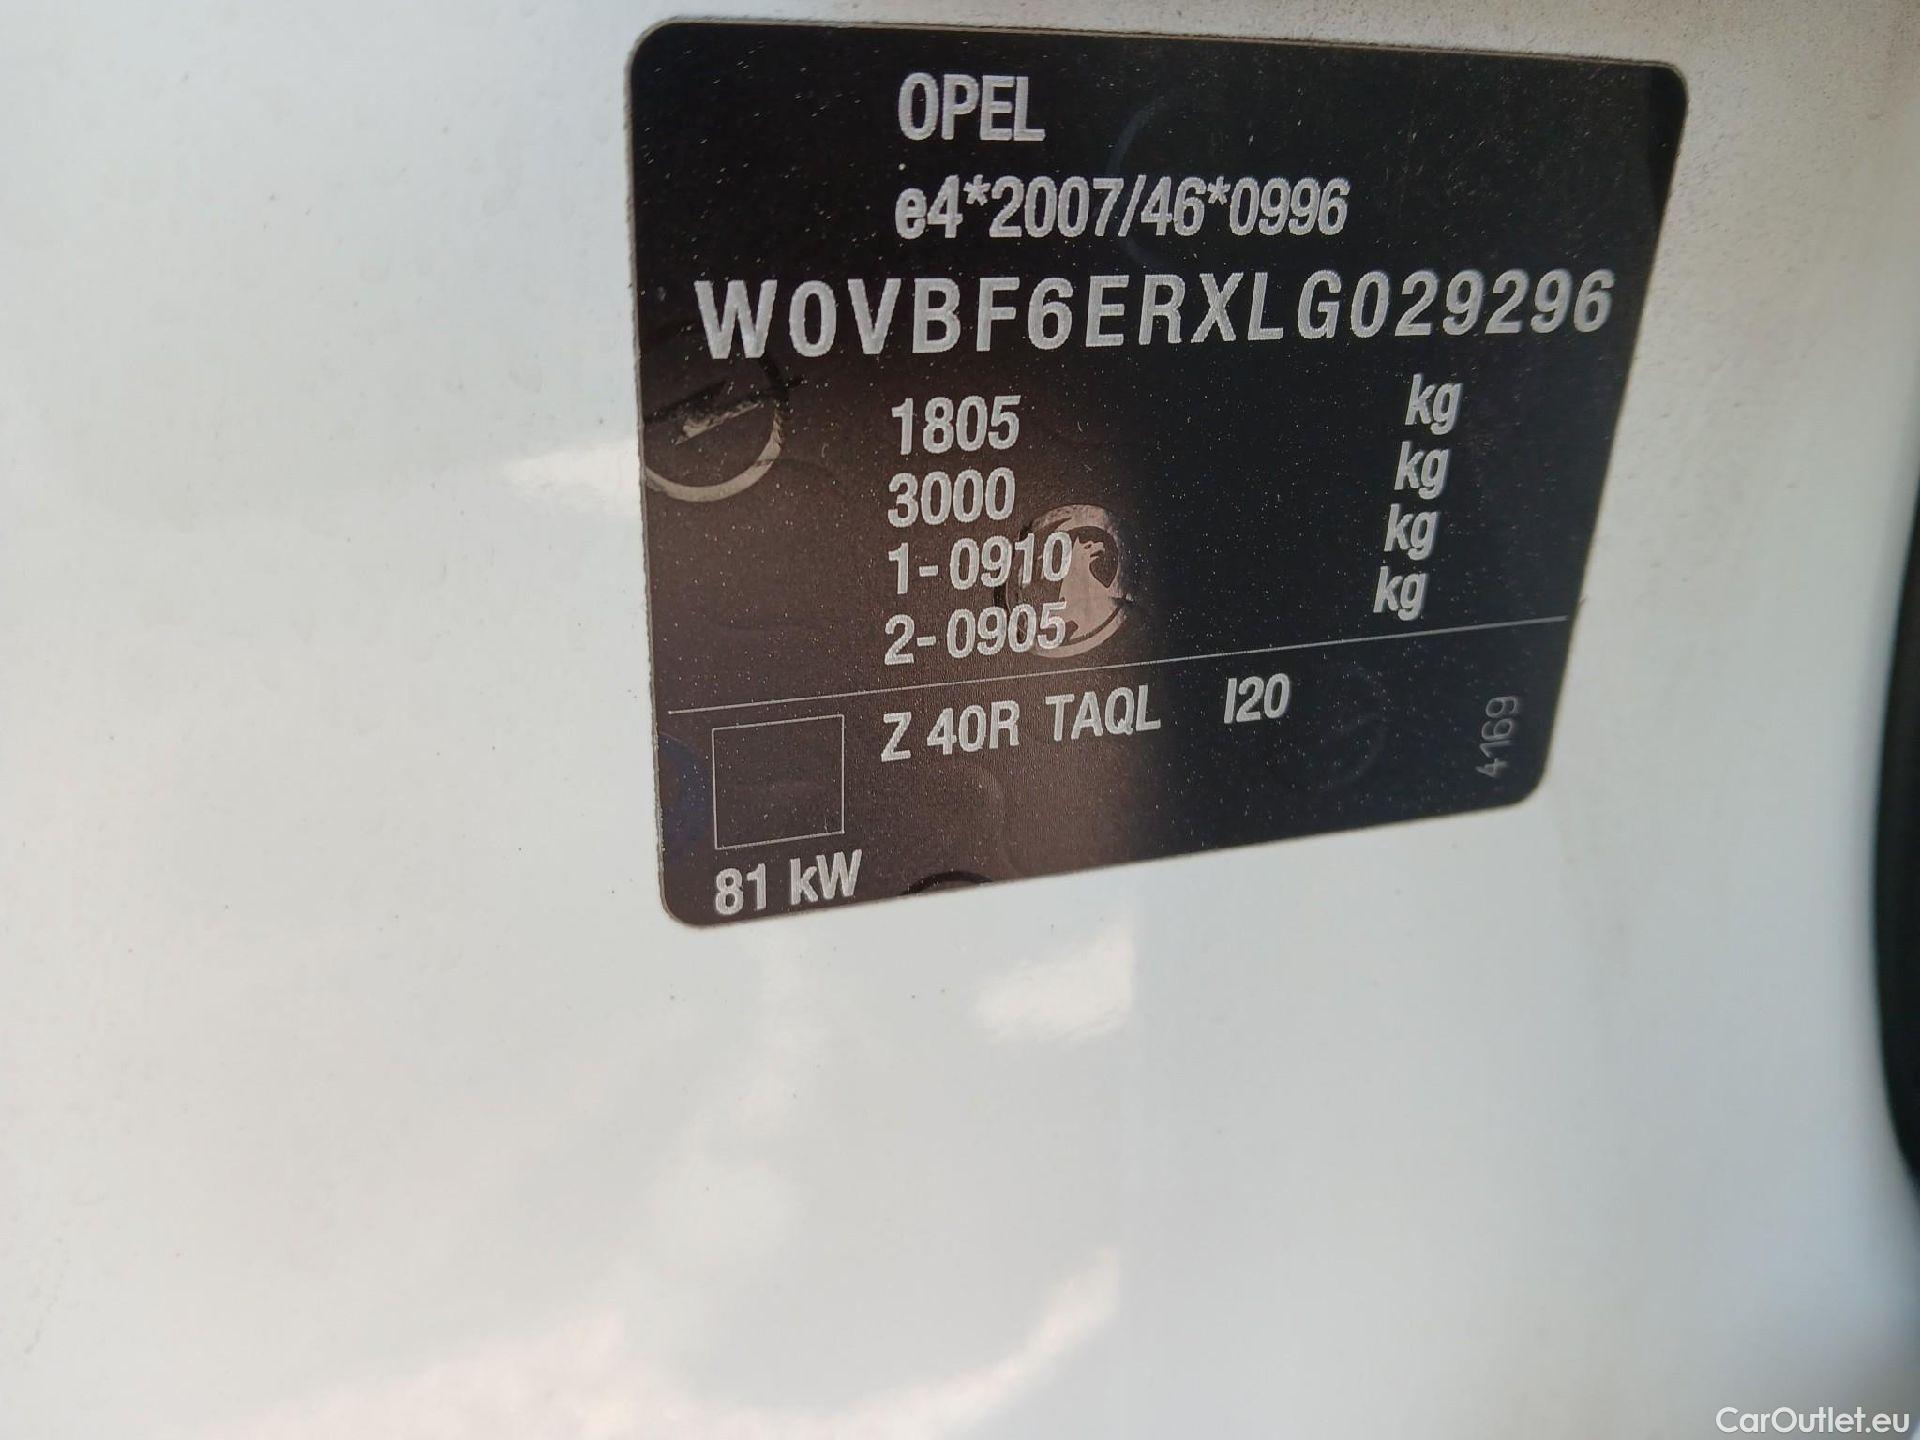 OPEL
e4*2007/46*0996
W0VBF6ERXLG029296
1805 kg
3000 kg
1-0910 kg
2-0905 kg
Z 40R TAQL I20
4169
81 kW
CarOutlet.eu